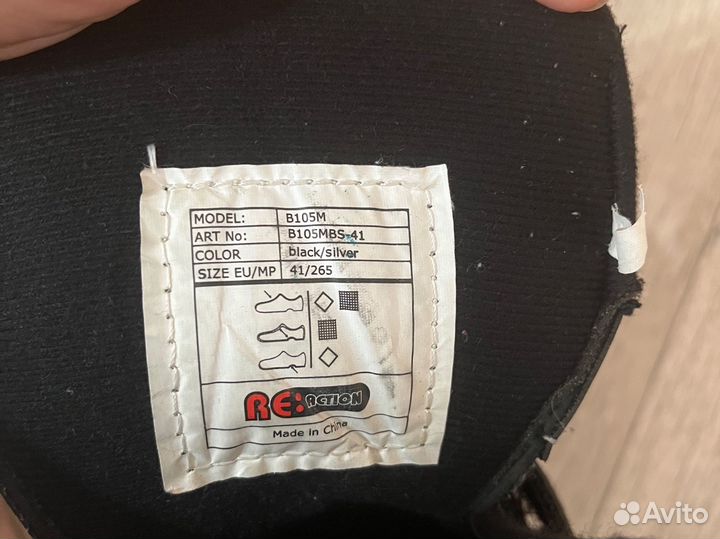 MODEL: B105M
ART No: B105MBS-41
COLOR black/silver
SIZE EU/MP 41/265
RE:ACTION
Made in China
Avito